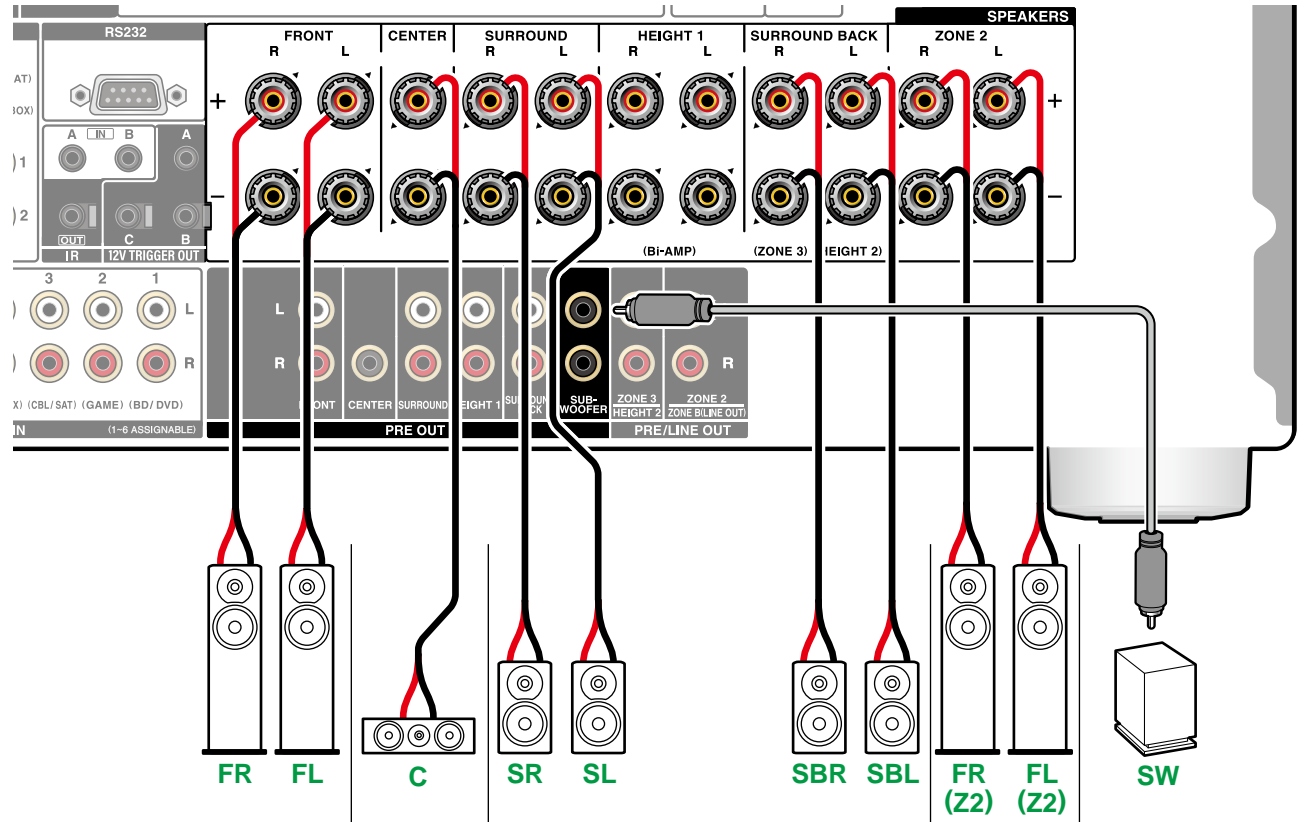 SPEAKERS
RS232
FRONT
CENTER
SURROUND
HEIGHT 1
SURROUND BACK
ZONE 2
R L
R L
R L
R L
R L
AT)
BOX)
+
+
A IN B
A
1
−
−
2
OUT
C
B
IR
12V TRIGGER OUT
(Bi-AMP)
(ZONE 3)
HEIGHT 2)
3 2 1
L
L
R
R
R
X) (CBL/SAT) (GAME) (BD/DVD)
IN
(1~6 ASSIGNABLE)
CENTER
SURROUND
SUB-
WOOFER
ZONE 3
HEIGHT 2
ZONE 2
ZONE B(LINE OUT)
PRE OUT
PRE/LINE OUT
FR
FL
C
SR
SL
SBR
SBL
FR
(Z2)
FL
(Z2)
SW